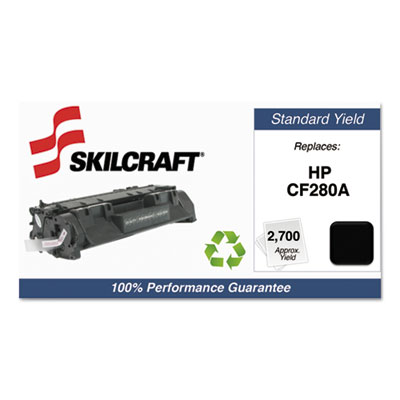 Standard Yield
Replaces:
HP
CF280A
SKILCRAFT®
2,700
Approx.
Yield
100% Performance Guarantee